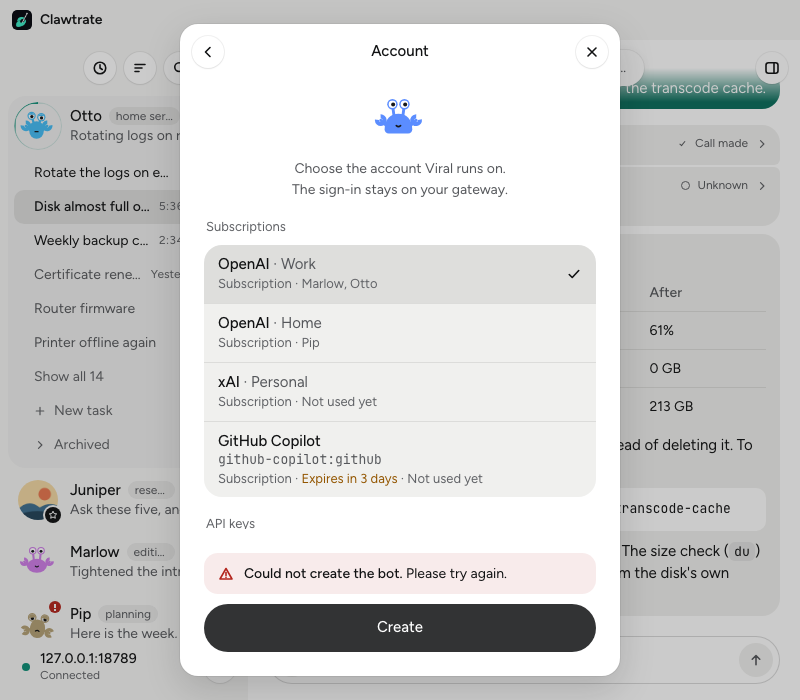 Clawtrate
Account
the transcode cache.
Otto
home ser...
Rotating logs on
Rotate the logs on e...
Disk almost full o...
5:36
Weekly backup c...
2:34
Certificate rene...
Yeste
Router firmware
Printer offline again
Show all 14
+ New task
Archived
Juniper
rese...
Ask these five, an
Marlow
editi...
Tightened the intr
Pip
planning
Here is the week.
127.0.0.1:18789
Connected
Choose the account Viral runs on.
The sign-in stays on your gateway.
Subscriptions
OpenAI · Work
Subscription · Marlow, Otto
OpenAI · Home
Subscription · Pip
xAI · Personal
Subscription · Not used yet
GitHub Copilot
github-copilot:github
Subscription · Expires in 3 days · Not used yet
API keys
Could not create the bot. Please try again.
Create
Call made
Unknown
After
61%
0 GB
213 GB
ead of deleting it. To
transcode-cache
The size check ( du )
m the disk's own